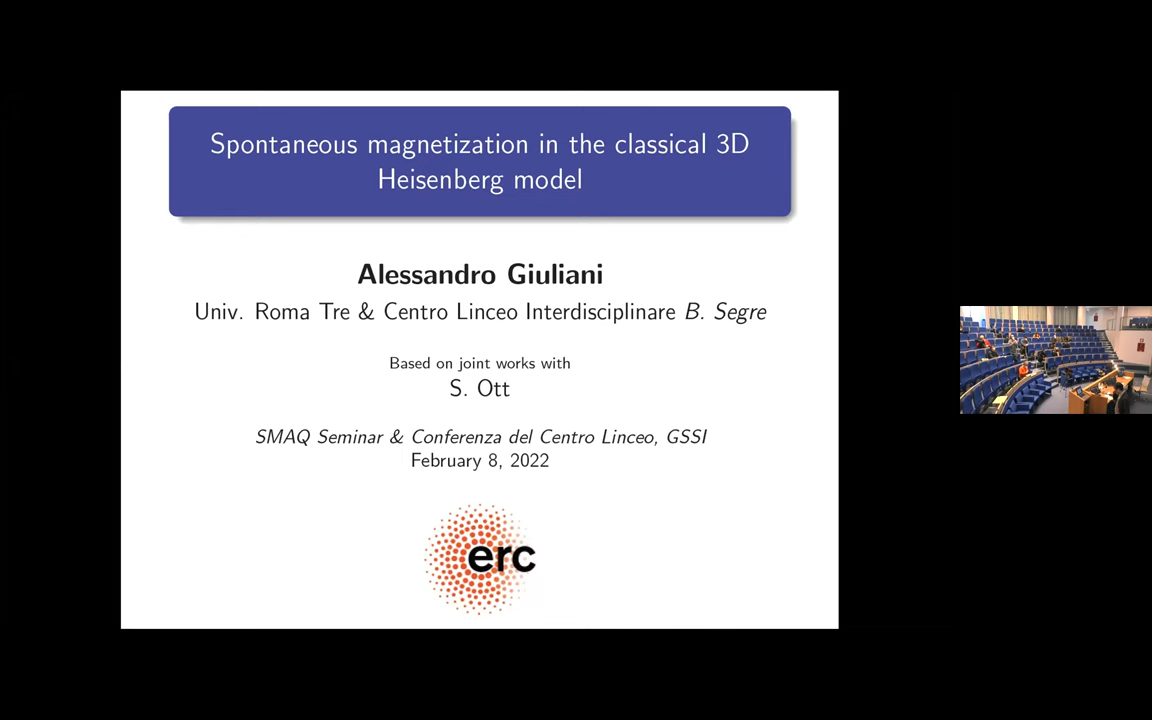 Spontaneous magnetization in the classical 3D
Heisenberg model
Alessandro Giuliani
Univ. Roma Tre & Centro Linceo Interdisciplinare B. Segre
Based on joint works with
S. Ott
SMAQ Seminar & Conferenza del Centro Linceo, GSSI
February 8, 2022
erc